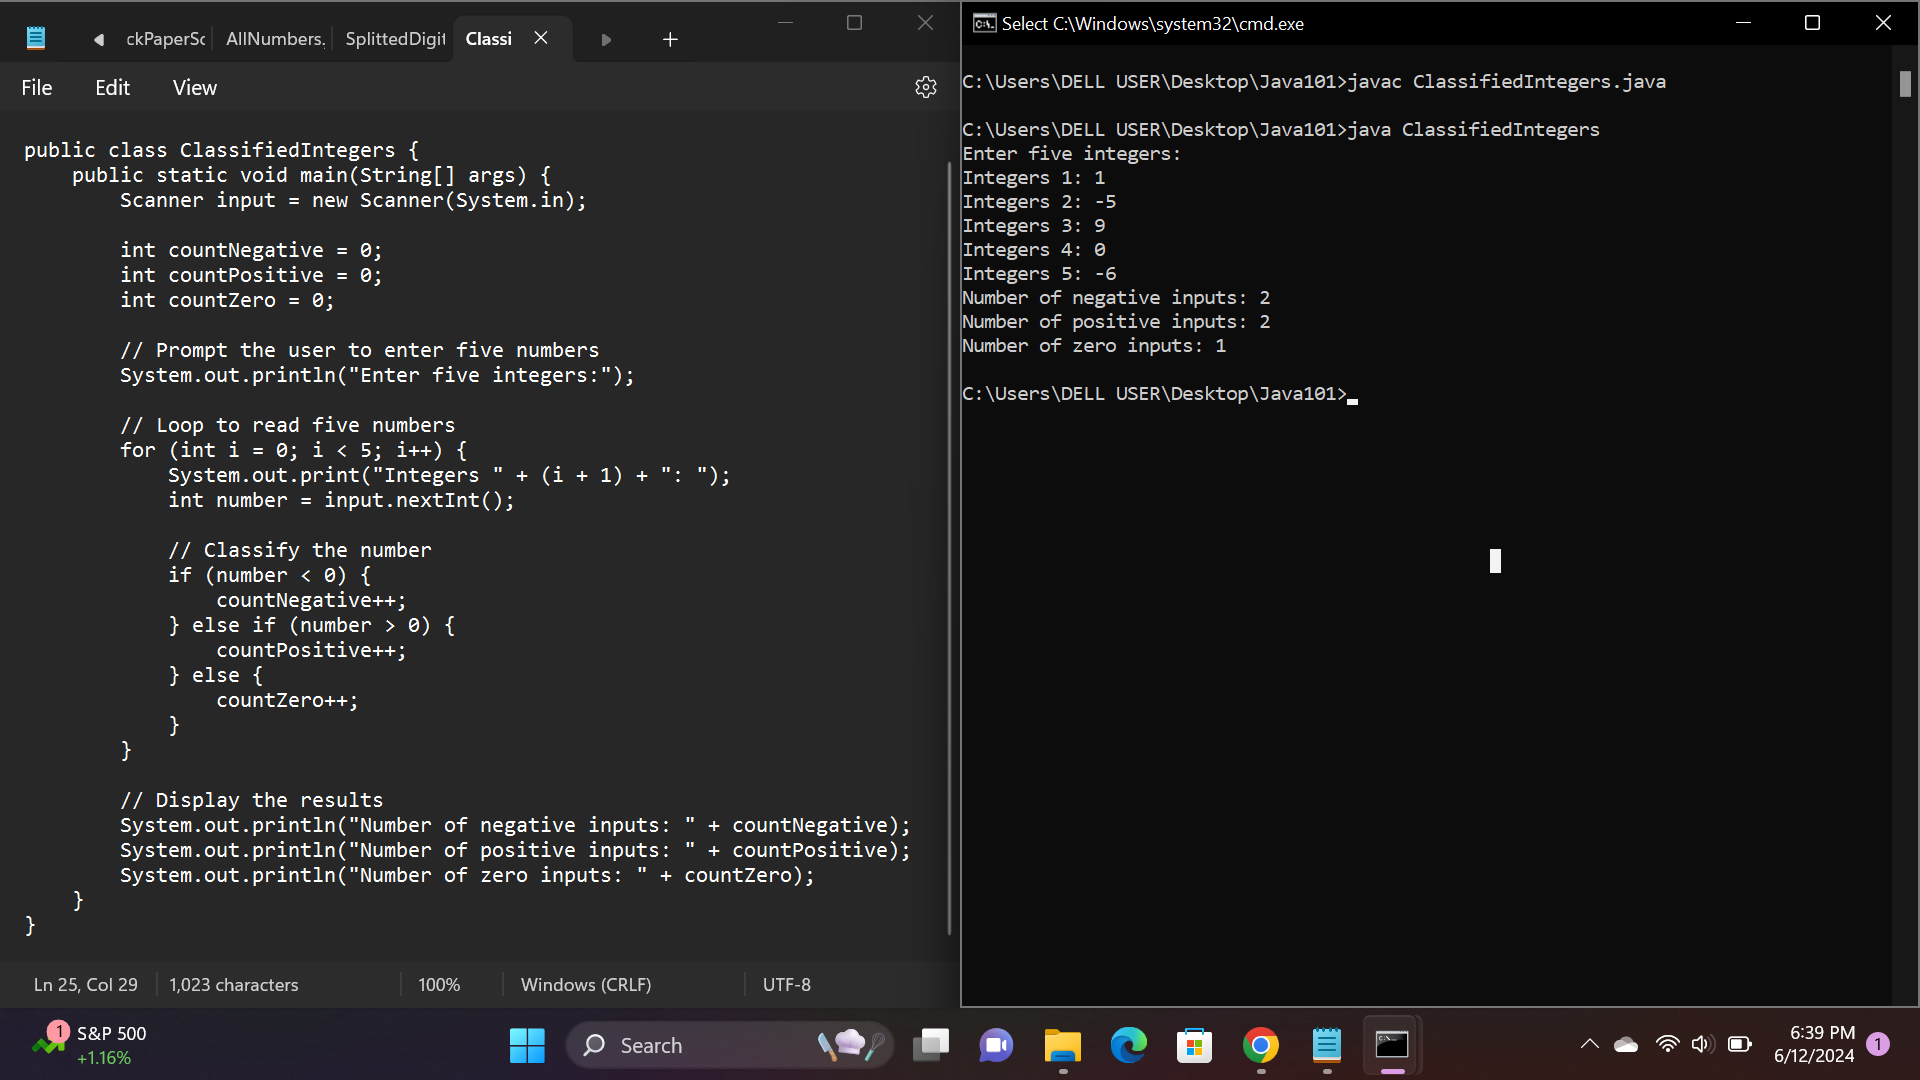 ckPaperSc AllNumbers. SplittedDigit Classi
File Edit View
public class ClassifiedIntegers {
    public static void main(String[] args) {
        Scanner input = new Scanner(System.in);
        int countNegative = 0;
        int countPositive = 0;
        int countZero = 0;
        // Prompt the user to enter five numbers
        System.out.println("Enter five integers:");
        // Loop to read five numbers
        for (int i = 0; i < 5; i++) {
            System.out.print("Integers " + (i + 1) + ": ");
            int number = input.nextInt();
            // Classify the number
            if (number < 0) {
                countNegative++;
            } else if (number > 0) {
                countPositive++;
            } else {
                countZero++;
            }
        }
        // Display the results
        System.out.println("Number of negative inputs: " + countNegative);
        System.out.println("Number of positive inputs: " + countPositive);
        System.out.println("Number of zero inputs: " + countZero);
    }
}
Ln 25, Col 29 1,023 characters 100% Windows (CRLF) UTF-8
Select C:\Windows\system32\cmd.exe
C:\Users\DELL USER\Desktop\Java101>javac ClassifiedIntegers.java
C:\Users\DELL USER\Desktop\Java101>java ClassifiedIntegers
Enter five integers:
Integers 1: 1
Integers 2: -5
Integers 3: 9
Integers 4: 0
Integers 5: -6
Number of negative inputs: 2
Number of positive inputs: 2
Number of zero inputs: 1
C:\Users\DELL USER\Desktop\Java101>
1 S&P 500
+1.16%
Search
6:39 PM
6/12/2024
1